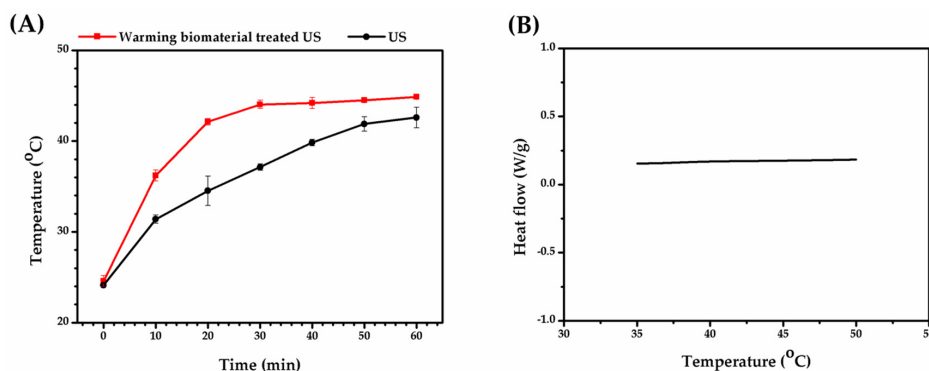 (A)
Warming biomaterial treated US
US
50
40
30
20
0
10
20
30
40
50
60
Temperature (°C)
Time (min)
(B)
1.0
0.5
0.0
-0.5
-1.0
30
35
40
45
50
Heat flow (W/g)
Temperature (°C)